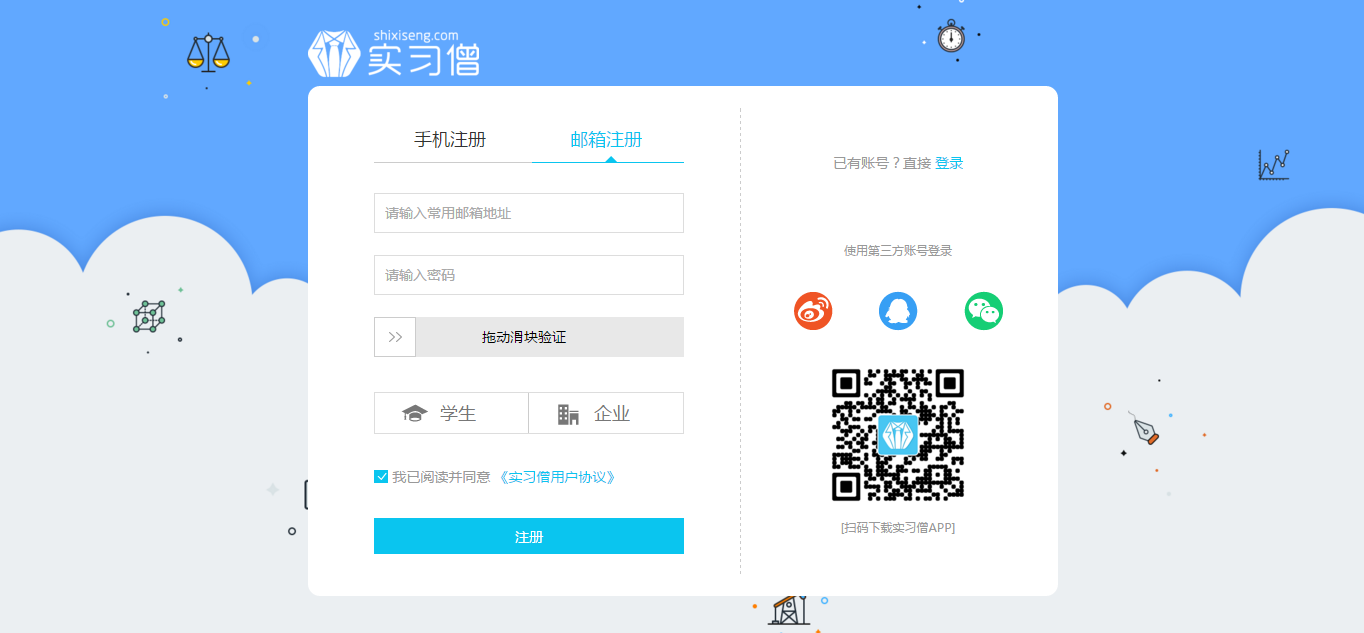 shixiseng.com
实习僧
手机注册 邮箱注册
请输入常用邮箱地址
请输入密码
>> 拖动滑块验证
学生 企业
我已阅读并同意 《实习僧用户协议》
注册
已有账号？直接 登录
使用第三方账号登录
[扫码下载实习僧APP]